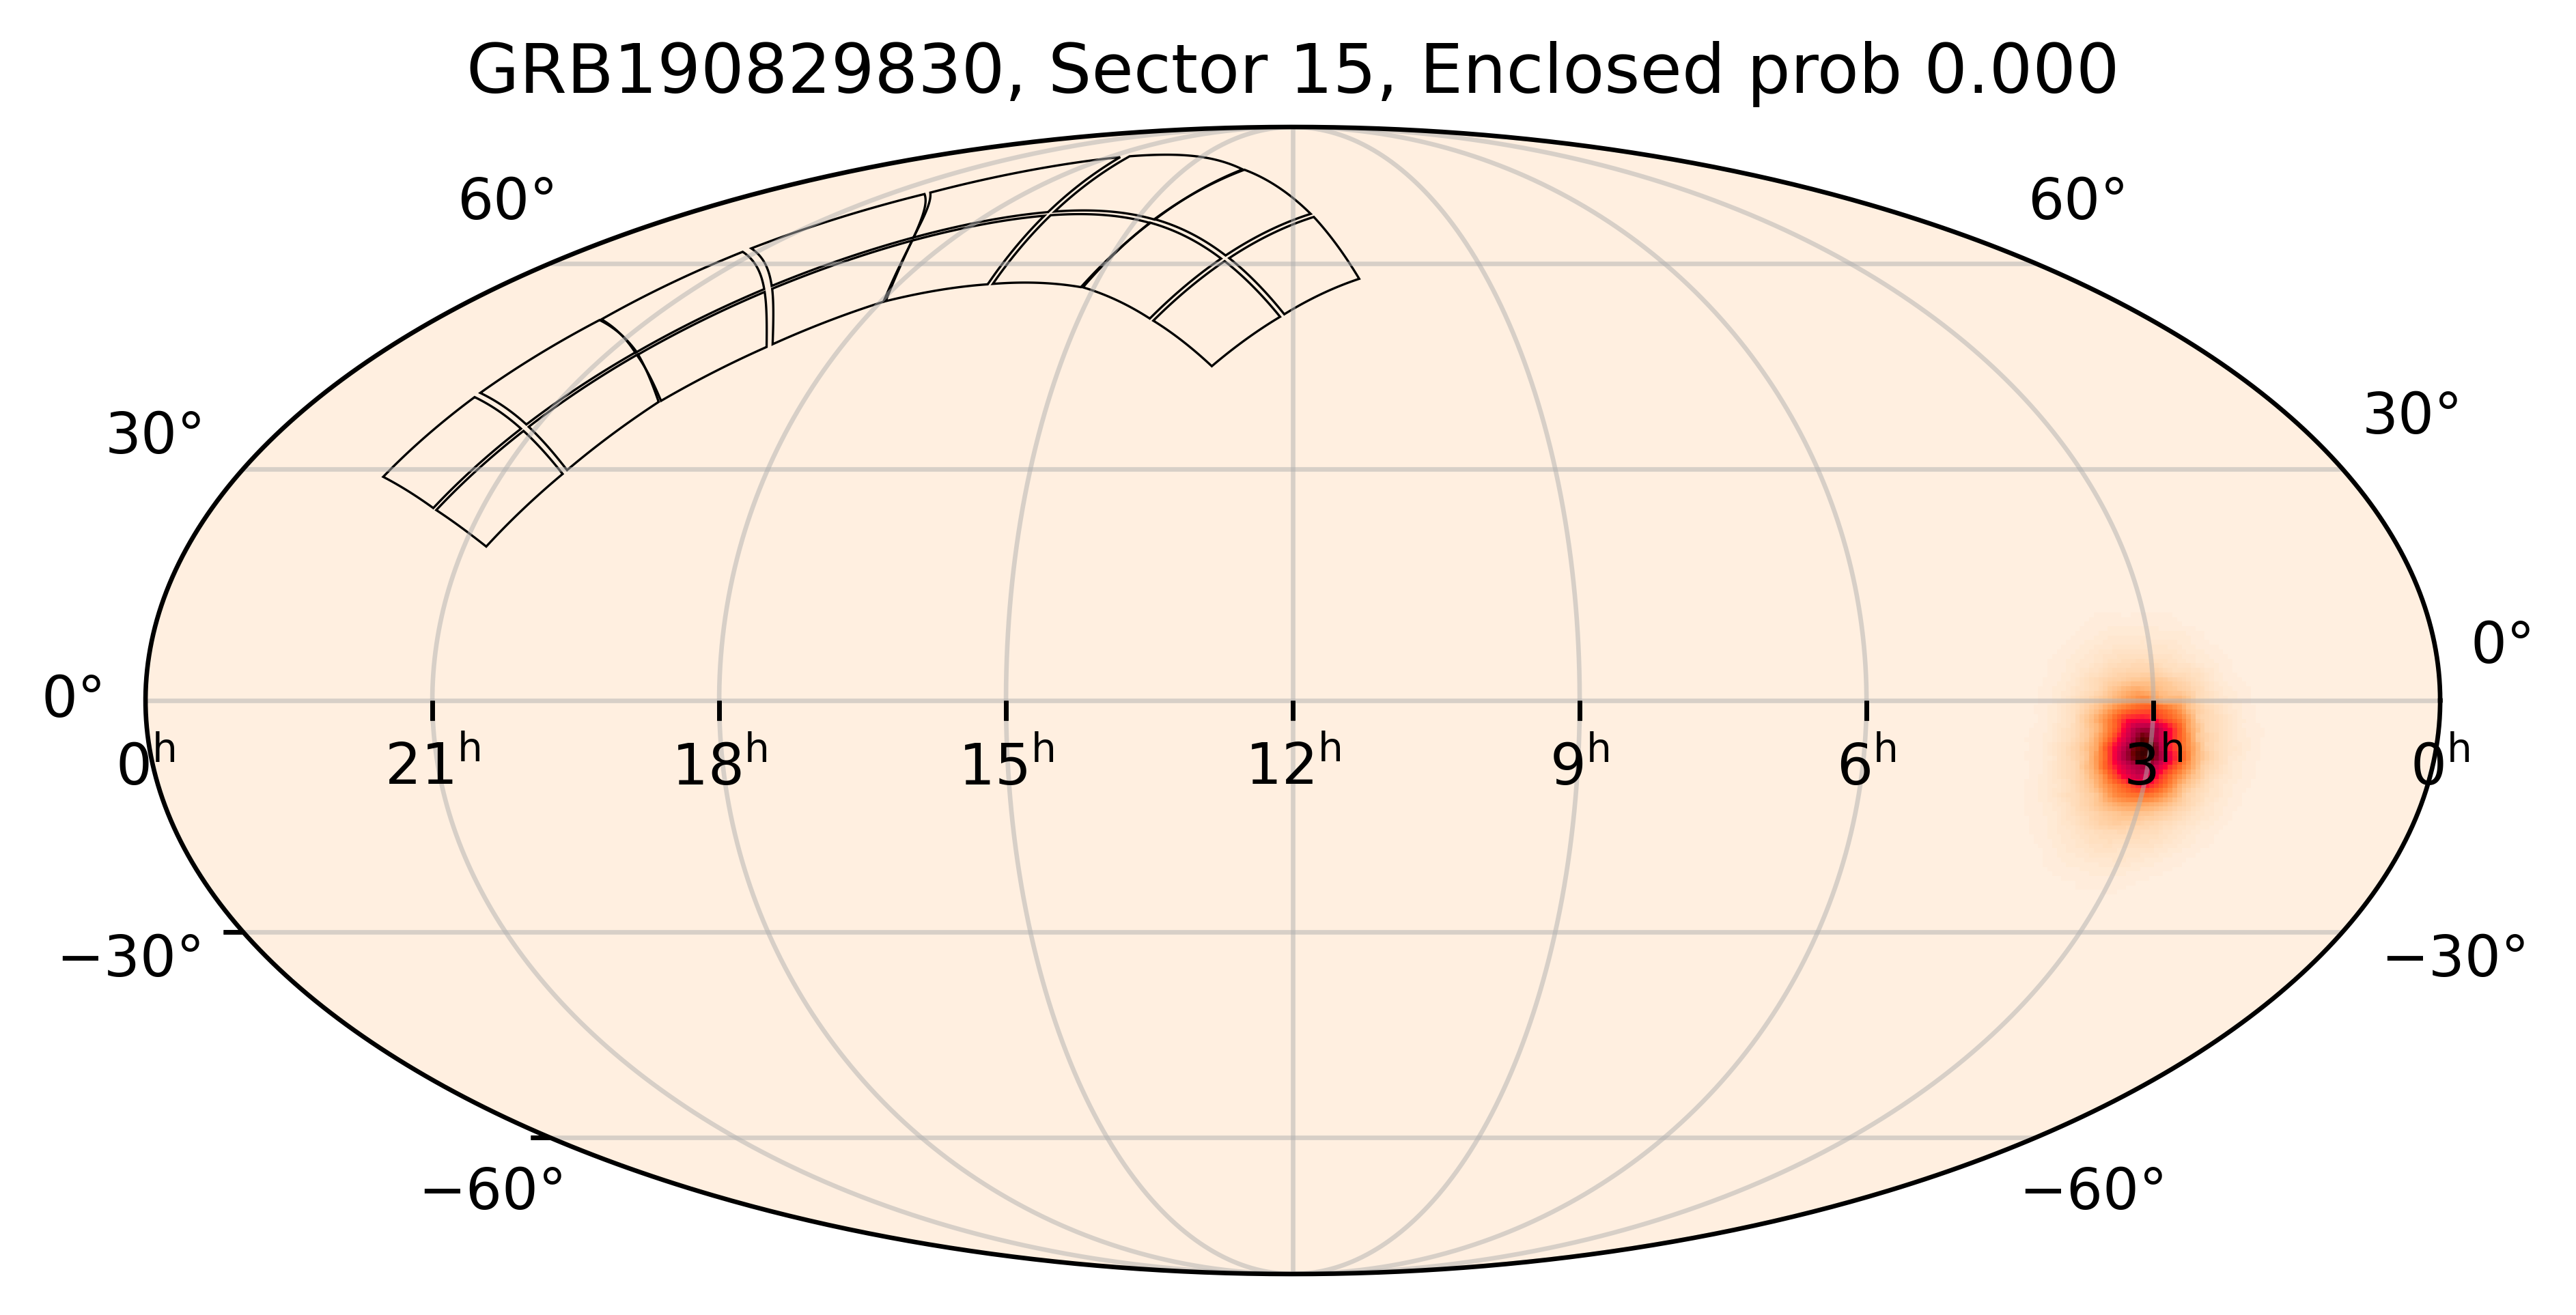 GRB190829830, Sector 15, Enclosed prob 0.000
60° 60°
30° 30°
0° 0°
0ʰ 21ʰ 18ʰ 15ʰ 12ʰ 9ʰ 6ʰ 3ʰ 0ʰ
−30° −30°
−60° −60°